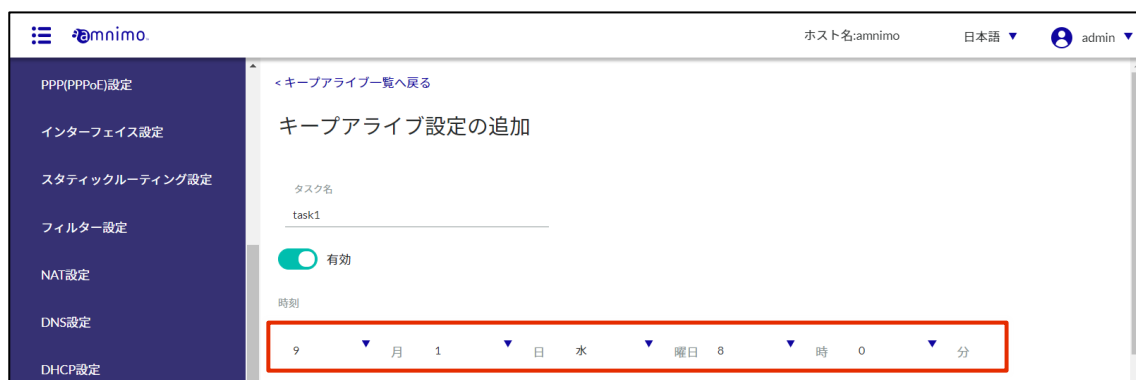 amnimo.
ホスト名:amnimo 日本語 ▼ admin ▼
PPP(PPPoE)設定
インターフェイス設定
スタティックルーティング設定
フィルター設定
NAT設定
DNS設定
DHCP設定
< キープアライブ一覧へ戻る
キープアライブ設定の追加
タスク名
task1
有効
時刻
9 ▼ 月 1 ▼ 日 水 ▼ 曜日 8 ▼ 時 0 ▼ 分